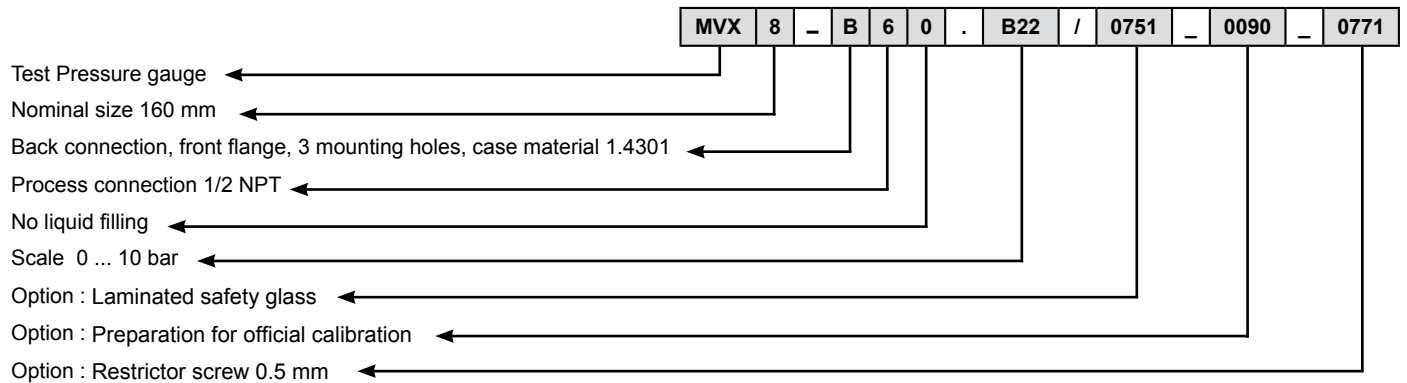 MVX 8 – B 6 0 . B22 / 0751 _ 0090 _ 0771
Test Pressure gauge
Nominal size 160 mm
Back connection, front flange, 3 mounting holes, case material 1.4301
Process connection 1/2 NPT
No liquid filling
Scale 0 ... 10 bar
Option : Laminated safety glass
Option : Preparation for official calibration
Option : Restrictor screw 0.5 mm